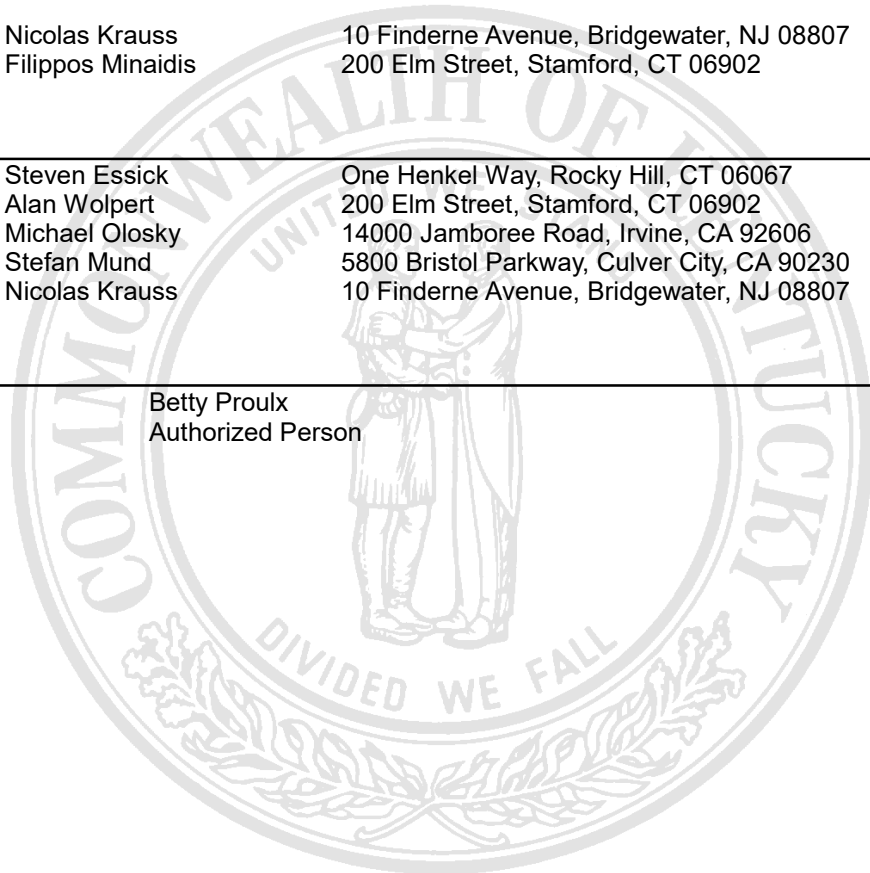 Nicolas Krauss 10 Finderne Avenue, Bridgewater, NJ 08807
Filippos Minaidis 200 Elm Street, Stamford, CT 06902
Steven Essick One Henkel Way, Rocky Hill, CT 06067
Alan Wolpert 200 Elm Street, Stamford, CT 06902
Michael Olosky 14000 Jamboree Road, Irvine, CA 92606
Stefan Mund 5800 Bristol Parkway, Culver City, CA 90230
Nicolas Krauss 10 Finderne Avenue, Bridgewater, NJ 08807
Betty Proulx
Authorized Person
COMMONWEALTH OF KENTUCKY
UNITED WE STAND
DIVIDED WE FALL